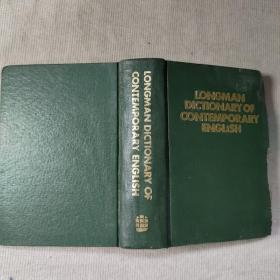 LONGMAN DICTIONARY OF
CONTEMPORARY ENGLISH
LONGMAN
DICTIONARY OF
CONTEMPORARY
ENGLISH